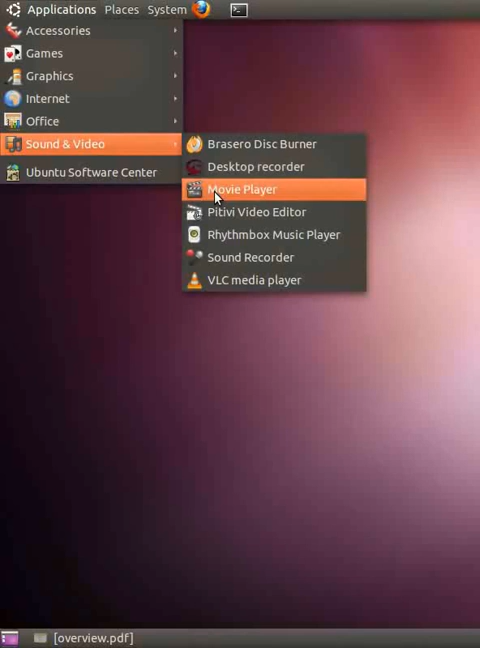 Applications Places System
Accessories
Games
Graphics
Internet
Office
Sound & Video
Ubuntu Software Center
Brasero Disc Burner
Desktop recorder
Movie Player
Pitivi Video Editor
Rhythmbox Music Player
Sound Recorder
VLC media player
[overview.pdf]